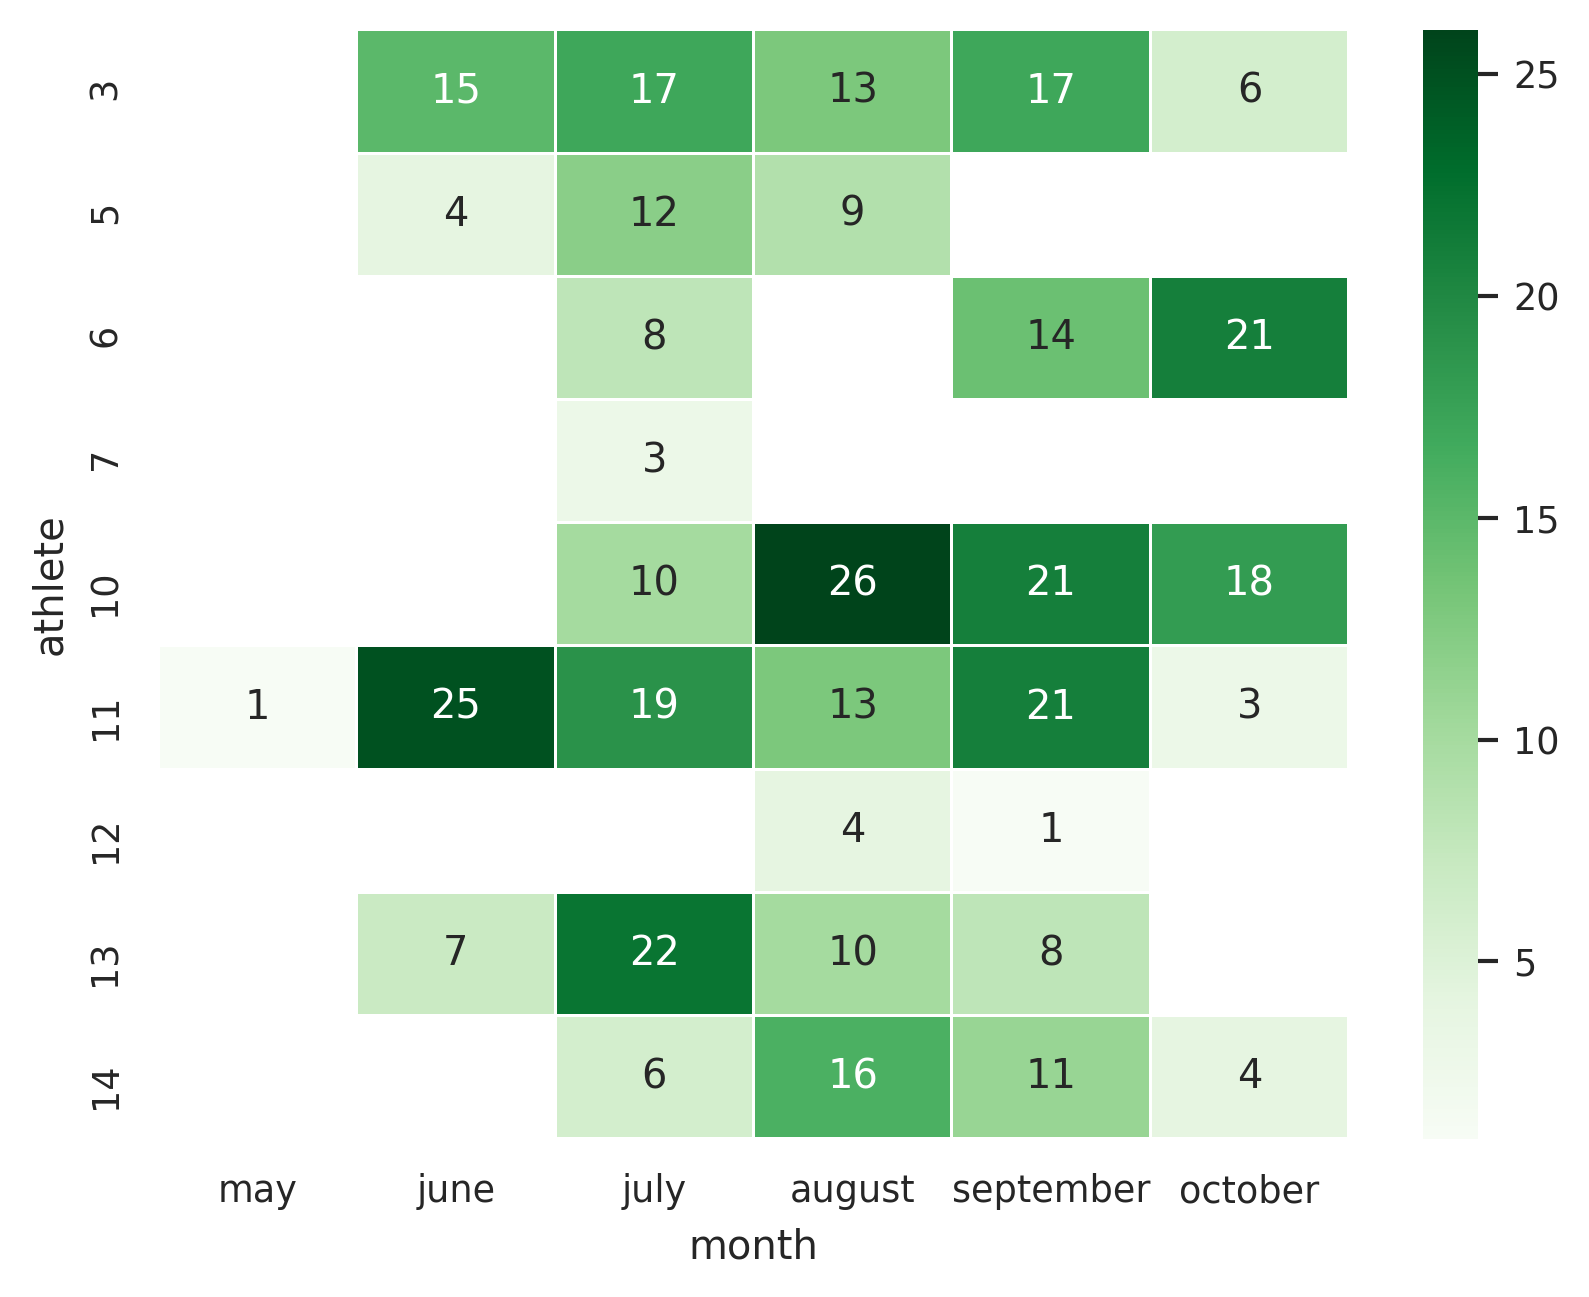 3 15 17 13 17 6 25
5 4 12 9
6 8 14 21 20
7 3
15
10 10 26 21 18
athlete
11 1 25 19 13 21 3 10
12 4 1
13 7 22 10 8 5
14 6 16 11 4
may june july august september october
month